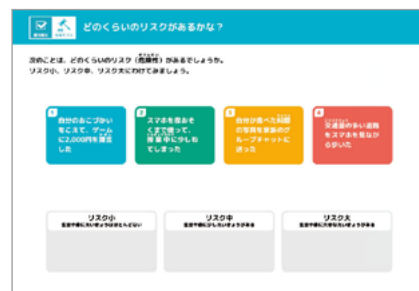 どのくらいのリスクがあるかな？
次のことは、どのくらいのリスク（危険性）があるでしょうか。
リスク小、リスク中、リスク大にわけてみましょう。
1
自分のおこづかい
をこえて、ゲーム
に2,000円を課金
した
2
スマホを夜おそ
くまで使って、
授業中に少しね
てしまった
3
自分が食べた料理
の写真を家族のグ
ループチャットに
送った
4
交通量の多い道路
をスマホを見なが
ら歩いた
リスク小
リスク中
リスク大